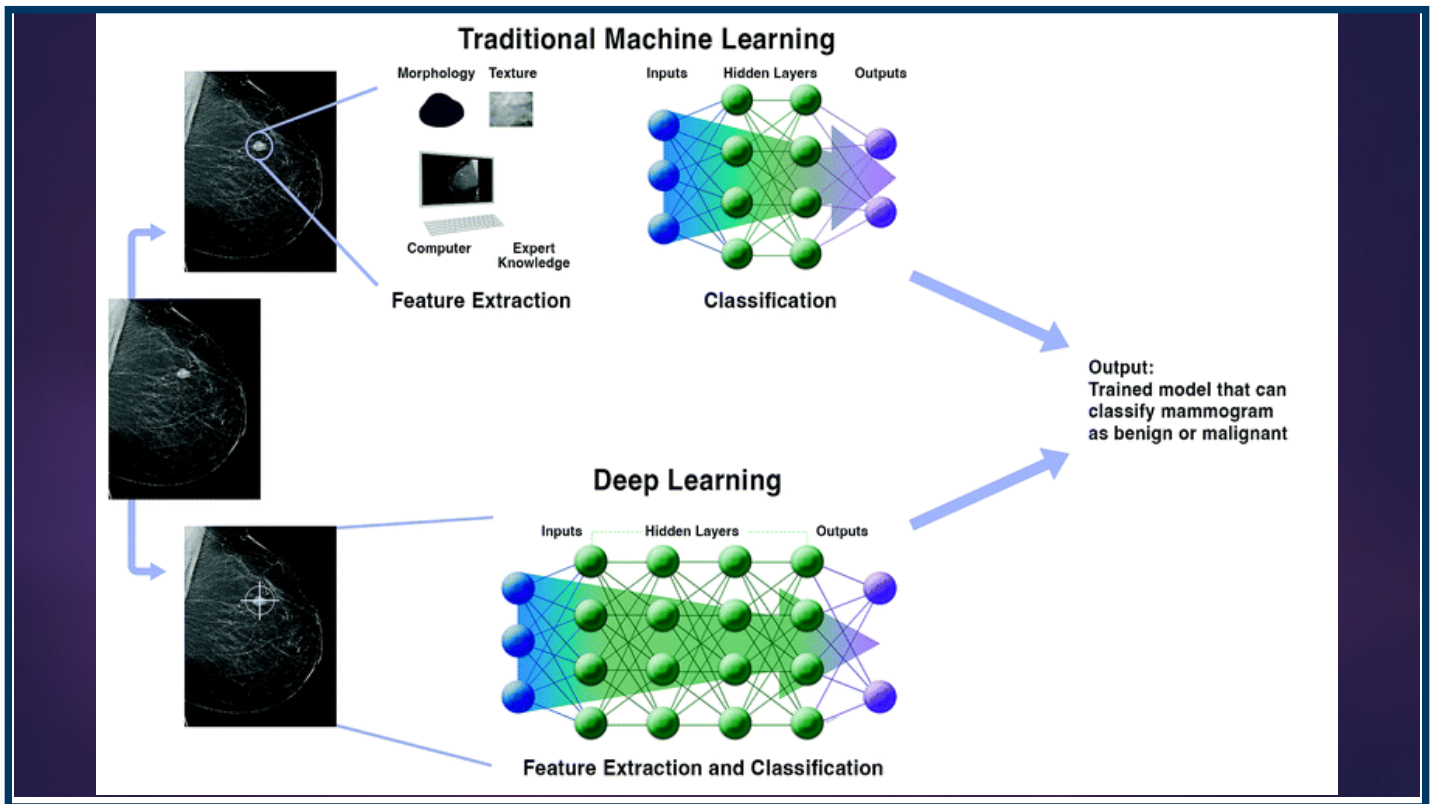 Traditional Machine Learning
Morphology Texture
Inputs Hidden Layers Outputs
Computer
Expert
Knowledge
Feature Extraction
Classification
Output:
Trained model that can
classify mammogram
as benign or malignant
Deep Learning
Inputs Hidden Layers Outputs
Feature Extraction and Classification